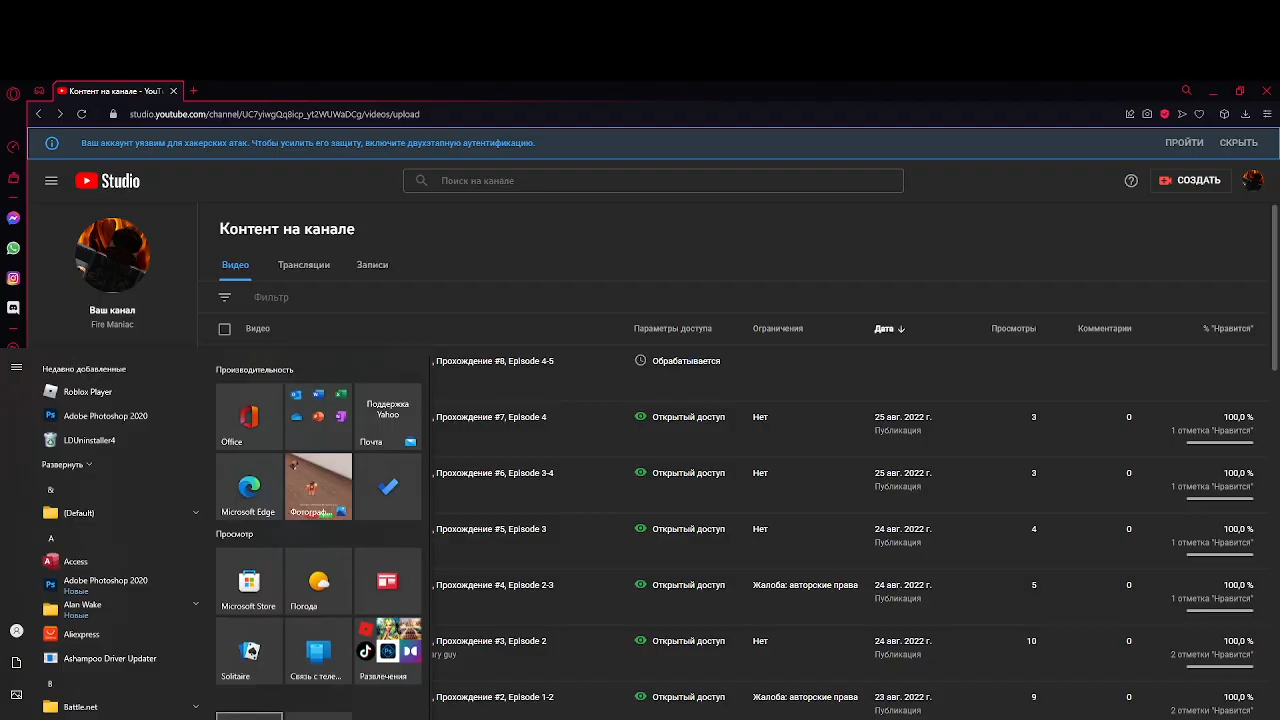 Контент на канале - YouTu
studio.youtube.com/channel/UC7yiwgQq8icp_yt2WUWaDCg/videos/upload
Ваш аккаунт уязвим для хакерских атак. Чтобы усилить его защиту, включите двухэтапную аутентификацию.
ПРОЙТИ
СКРЫТЬ
Studio
Поиск на канале
СОЗДАТЬ
Ваш канал
Fire Maniac
Контент на канале
Видео
Трансляции
Записи
Фильтр
Видео
Параметры доступа
Ограничения
Дата
Просмотры
Комментарии
% "Нравится"
, Прохождение #8, Episode 4-5
Обрабатывается
, Прохождение #7, Episode 4
Открытый доступ
Нет
25 авг. 2022 г.
3
0
100,0 %
Публикация
1 отметка "Нравится"
, Прохождение #6, Episode 3-4
Открытый доступ
Нет
25 авг. 2022 г.
3
0
100,0 %
Публикация
1 отметка "Нравится"
, Прохождение #5, Episode 3
Открытый доступ
Нет
24 авг. 2022 г.
4
0
100,0 %
Публикация
1 отметка "Нравится"
, Прохождение #4, Episode 2-3
Открытый доступ
Жалоба: авторские права
24 авг. 2022 г.
5
0
100,0 %
Публикация
1 отметка "Нравится"
, Прохождение #3, Episode 2
Открытый доступ
Нет
24 авг. 2022 г.
10
0
100,0 %
ary guy
Публикация
2 отметки "Нравится"
, Прохождение #2, Episode 1-2
Открытый доступ
Жалоба: авторские права
23 авг. 2022 г.
9
0
100,0 %
Публикация
2 отметки "Нравится"
Недавно добавленные
Roblox Player
Adobe Photoshop 2020
LDUninstaller4
Развернуть
&
(Default)
A
Access
Adobe Photoshop 2020
Новые
Alan Wake
Новые
Aliexpress
Ashampoo Driver Updater
B
Battle.net
Производительность
Office
Поддержка
Yahoo
Почта
Microsoft Edge
Фотограф...
Просмотр
Microsoft Store
Погода
Solitaire
Связь с теле...
Развлечения